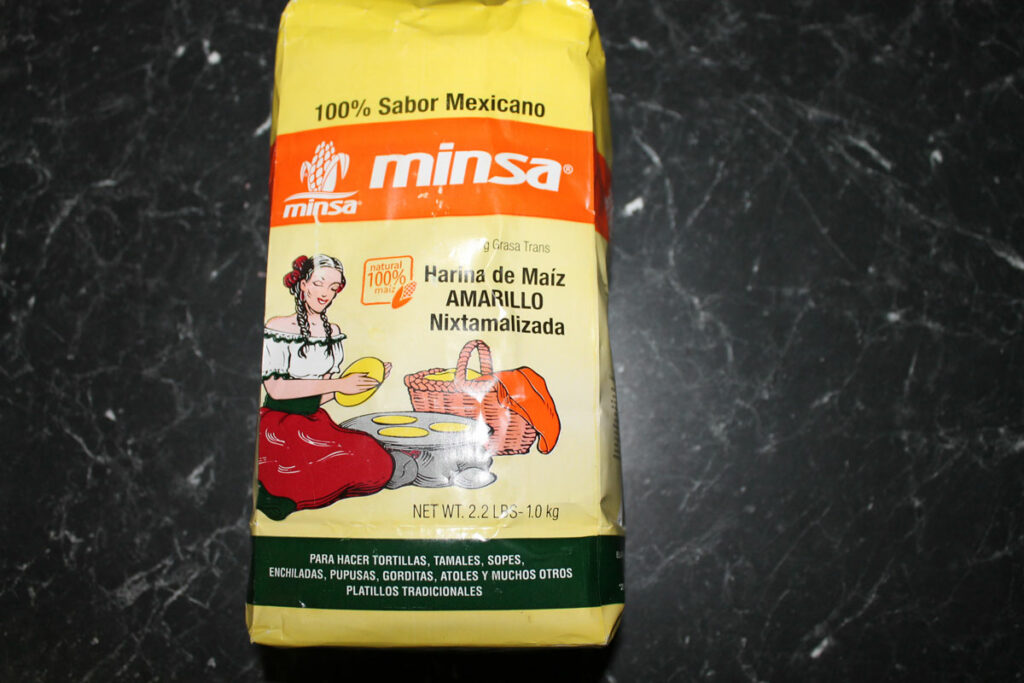 100% Sabor Mexicano
minsa®
minsa®
g Grasa Trans
natural
100%
maíz
Harina de Maíz
AMARILLO
Nixtamalizada
NET WT. 2.2 LBS- 1.0 kg
PARA HACER TORTILLAS, TAMALES, SOPES,
ENCHILADAS, PUPUSAS, GORDITAS, ATOLES Y MUCHOS OTROS
PLATILLOS TRADICIONALES